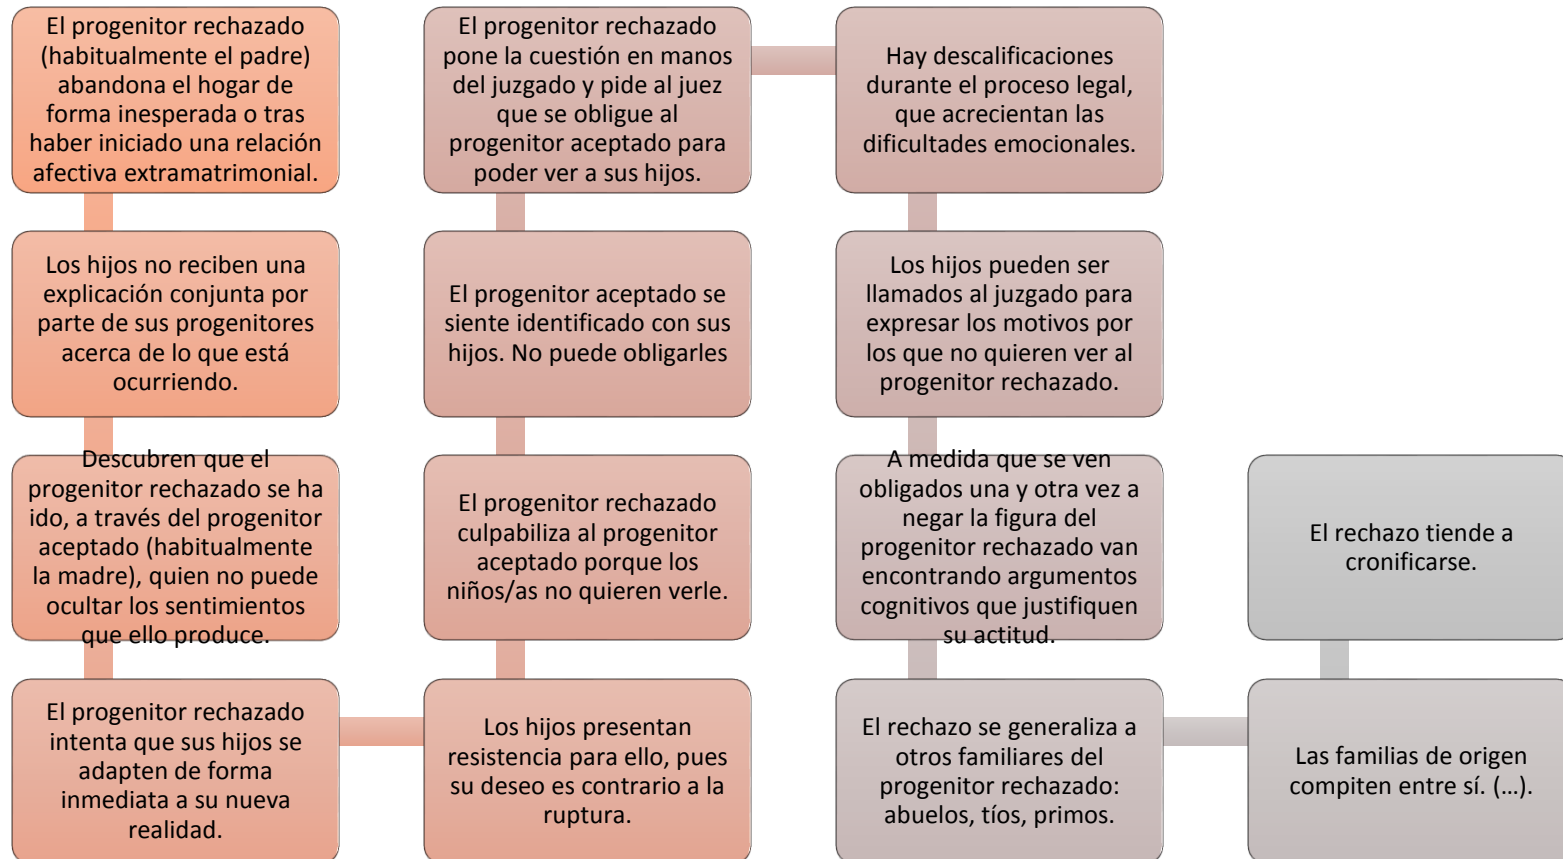 El progenitor rechazado
(habitualmente el padre)
abandona el hogar de
forma inesperada o tras
haber iniciado una relación
afectiva extramatrimonial.
Los hijos no reciben una
explicación conjunta por
parte de sus progenitores
acerca de lo que está
ocurriendo.
Descubren que el
progenitor rechazado se ha
ido, a través del progenitor
aceptado (habitualmente
la madre), quien no puede
ocultar los sentimientos
que ello produce.
El progenitor rechazado
intenta que sus hijos se
adapten de forma
inmediata a su nueva
realidad.
Los hijos presentan
resistencia para ello, pues
su deseo es contrario a la
ruptura.
El progenitor rechazado
culpabiliza al progenitor
aceptado porque los
niños/as no quieren verle.
El progenitor aceptado se
siente identificado con sus
hijos. No puede obligarles
El progenitor rechazado
pone la cuestión en manos
del juzgado y pide al juez
que se obligue al
progenitor aceptado para
poder ver a sus hijos.
Hay descalificaciones
durante el proceso legal,
que acrecientan las
dificultades emocionales.
Los hijos pueden ser
llamados al juzgado para
expresar los motivos por
los que no quieren ver al
progenitor rechazado.
A medida que se ven
obligados una y otra vez a
negar la figura del
progenitor rechazado van
encontrando argumentos
cognitivos que justifiquen
su actitud.
El rechazo se generaliza a
otros familiares del
progenitor rechazado:
abuelos, tíos, primos.
Las familias de origen
compiten entre sí. (…).
El rechazo tiende a
cronificarse.